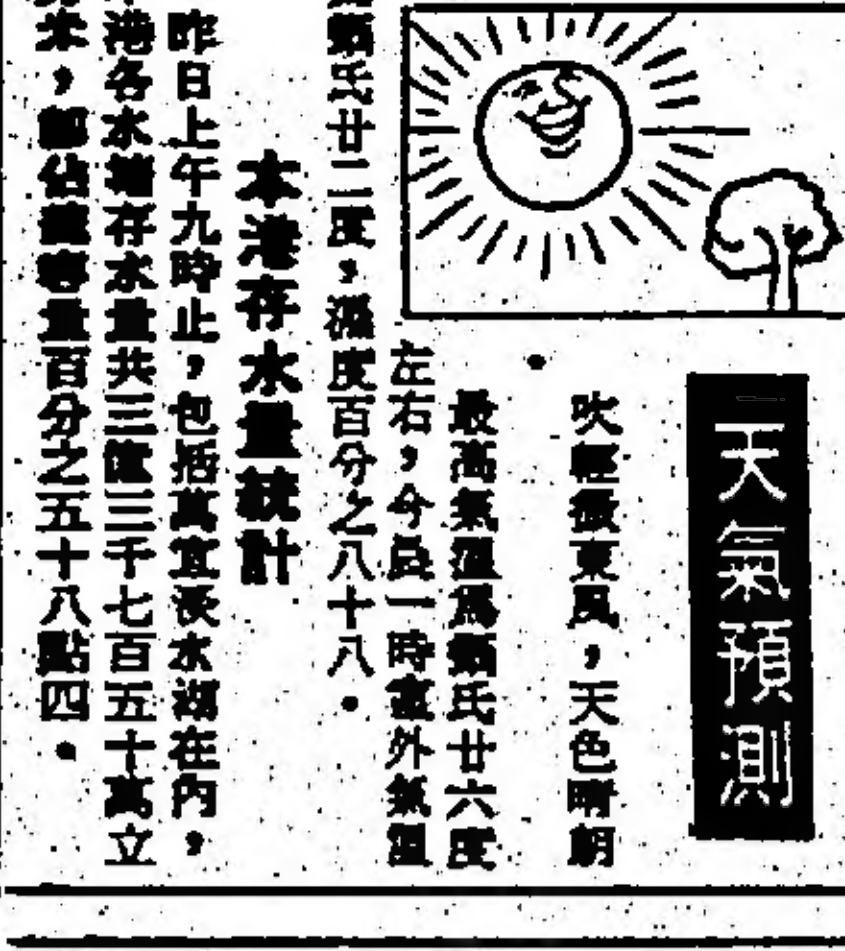 天氣預測
吹輕微東風，天色晴朗
。
最高氣溫爲攝氏廿六度
左右，今晨一時室外氣溫
爲攝氏廿二度，濕度百分之八十八。
本港存水量統計
昨日上午九時止，包括萬宜淡水湖在內，
本港各水塘存水量共三億三千七百五十萬立
方米，即佔總容量百分之五十八點四。